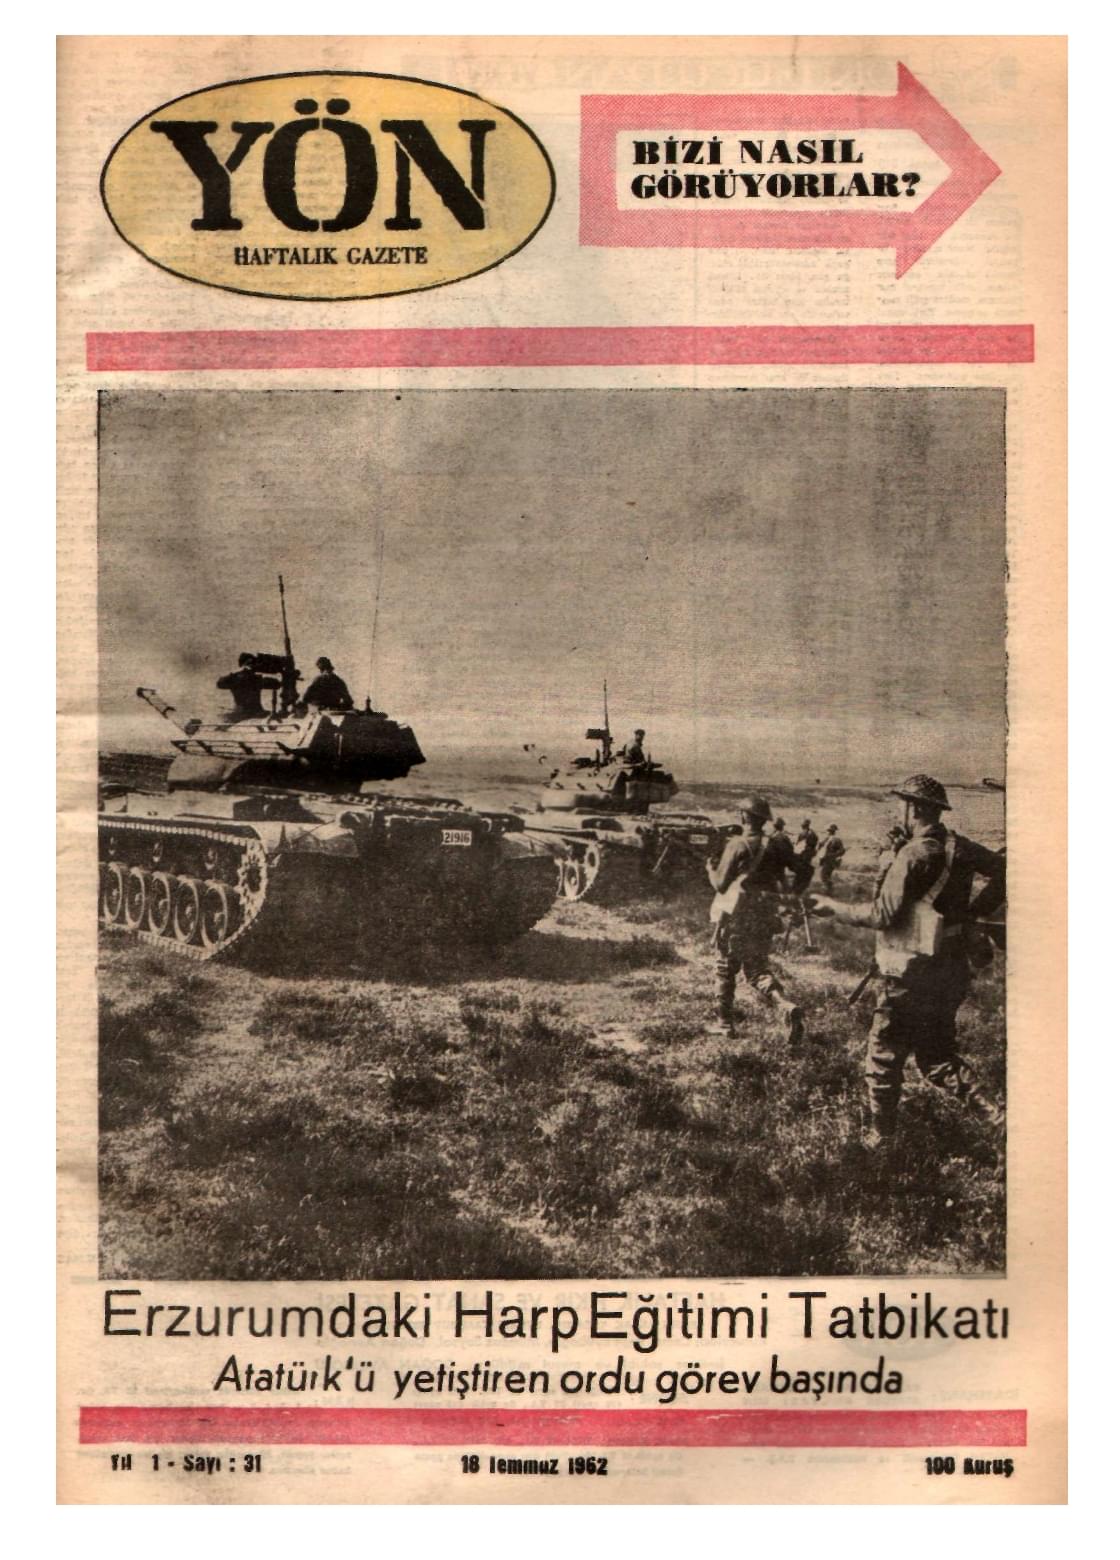 YÖN
HAFTALIK GAZETE
BİZİ NASIL
GÖRÜYORLAR?
21916
Erzurumdaki Harp Eğitimi Tatbikatı
Atatürk'ü yetiştiren ordu görev başında
Yıl 1 - Sayı : 31
18 Temmuz 1962
100 Kuruş